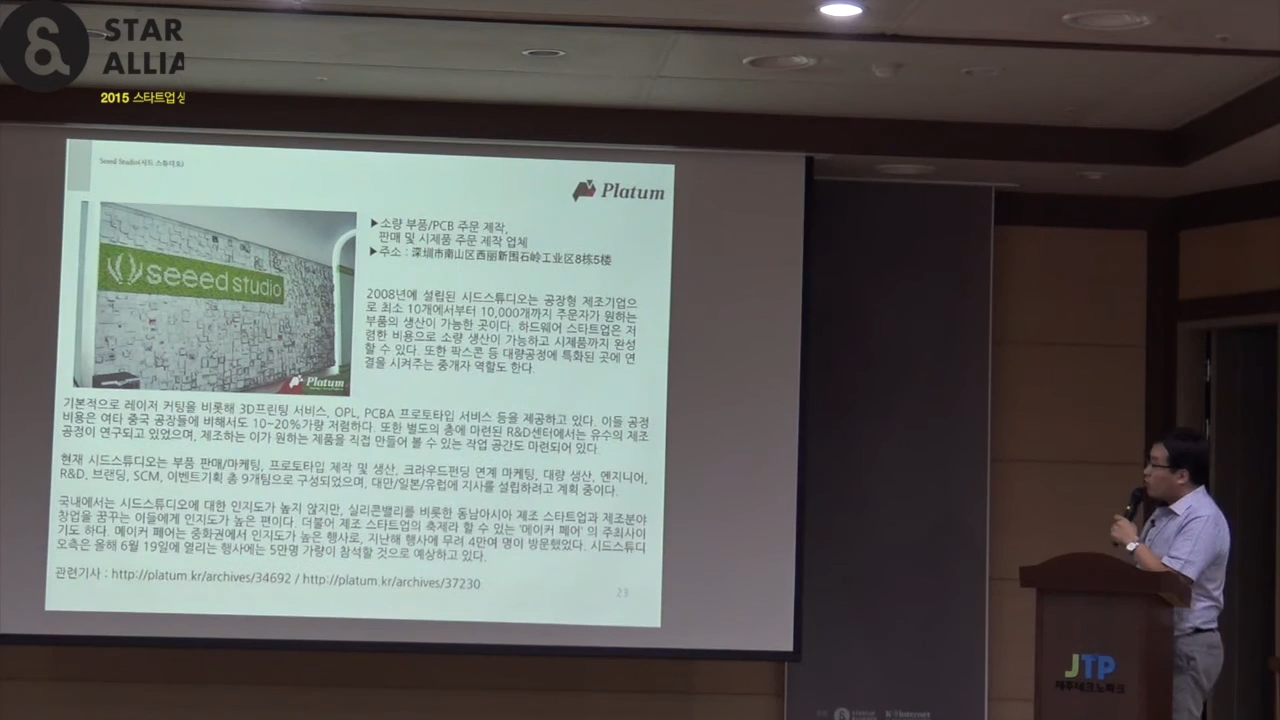 STAR
ALLIA
2015 스타트업 생
Seeed Studio(시드 스튜디오)
Platum
▶소량 부품/PCB 주문 제작,
판매 및 시제품 주문 제작 업체
▶주소 : 深圳市南山区西丽新围石岭工业区8栋5楼
seeed studio
Platum
2008년에 설립된 시드스튜디오는 공장형 제조기업으
로 최소 10개에서부터 10,000개까지 주문자가 원하는
부품의 생산이 가능한 곳이다. 하드웨어 스타트업은 저
렴한 비용으로 소량 생산이 가능하고 시제품까지 완성
할 수 있다. 또한 팍스콘 등 대량공정에 특화된 곳에 연
결을 시켜주는 중개자 역할도 한다.
기본적으로 레이저 커팅을 비롯해 3D프린팅 서비스, OPL, PCBA 프로토타입 서비스 등을 제공하고 있다. 이들 공정
비용은 여타 중국 공장들에 비해서도 10~20%가량 저렴하다. 또한 별도의 층에 마련된 R&D센터에서는 유수의 제조
공정이 연구되고 있었으며, 제조하는 이가 원하는 제품을 직접 만들어 볼 수 있는 작업 공간도 마련되어 있다.
현재 시드스튜디오는 부품 판매/마케팅, 프로토타입 제작 및 생산, 크라우드펀딩 연계 마케팅, 대량 생산, 엔지니어,
R&D, 브랜딩, SCM, 이벤트기획 총 9개팀으로 구성되었으며, 대만/일본/유럽에 지사를 설립하려고 계획 중이다.
국내에서는 시드스튜디오에 대한 인지도가 높지 않지만, 실리콘밸리를 비롯한 동남아시아 제조 스타트업과 제조분야
창업을 꿈꾸는 이들에게 인지도가 높은 편이다. 더불어 제조 스타트업의 축제라 할 수 있는 '메이커 페어' 의 주최사이
기도 하다. 메이커 페어는 중화권에서 인지도가 높은 행사로, 지난해 행사에 무려 4만여 명이 방문했었다. 시드스튜디
오측은 올해 6월 19일에 열리는 행사에는 5만명 가량이 참석할 것으로 예상하고 있다.
관련기사 : http://platum.kr/archives/34692 / http://platum.kr/archives/37230
23
JTP
제주테크노파크